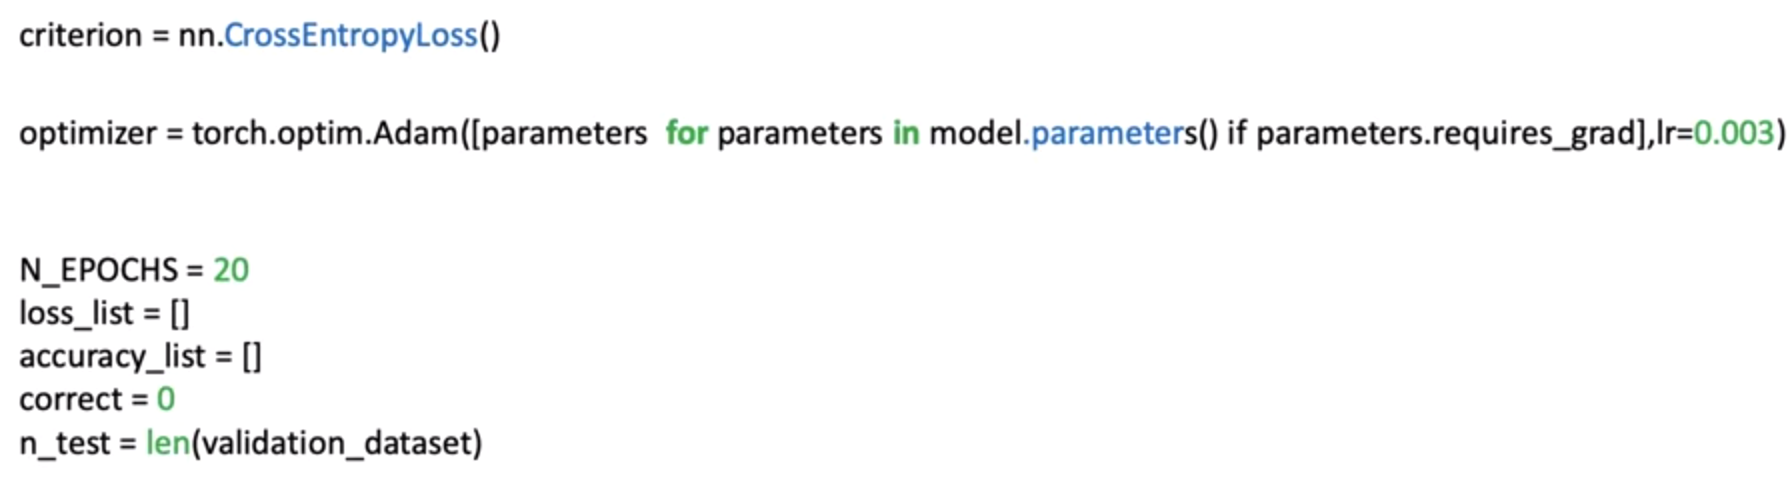 criterion = nn.CrossEntropyLoss()
optimizer = torch.optim.Adam([parameters  for parameters in model.parameters() if parameters.requires_grad],lr=0.003)
N_EPOCHS = 20
loss_list = []
accuracy_list = []
correct = 0
n_test = len(validation_dataset)